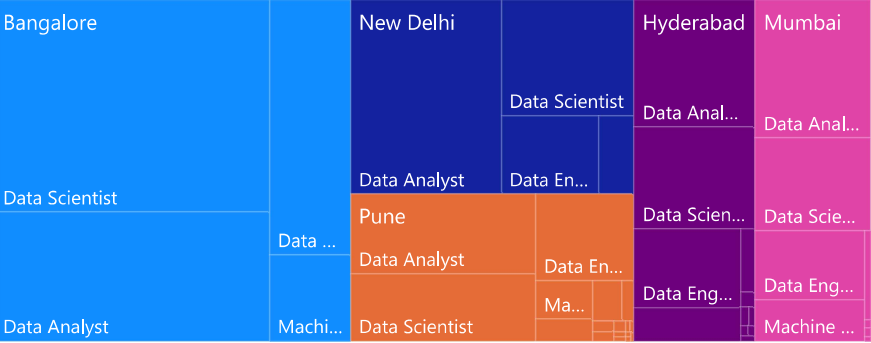 Bangalore
Data Scientist
Data Analyst
Data ...
Machi...
New Delhi
Data Analyst
Data Scientist
Data En...
Pune
Data Analyst
Data Scientist
Data En...
Ma...
Hyderabad
Data Anal...
Data Scien...
Data Eng...
Mumbai
Data Anal...
Data Scie...
Data Eng...
Machine ...